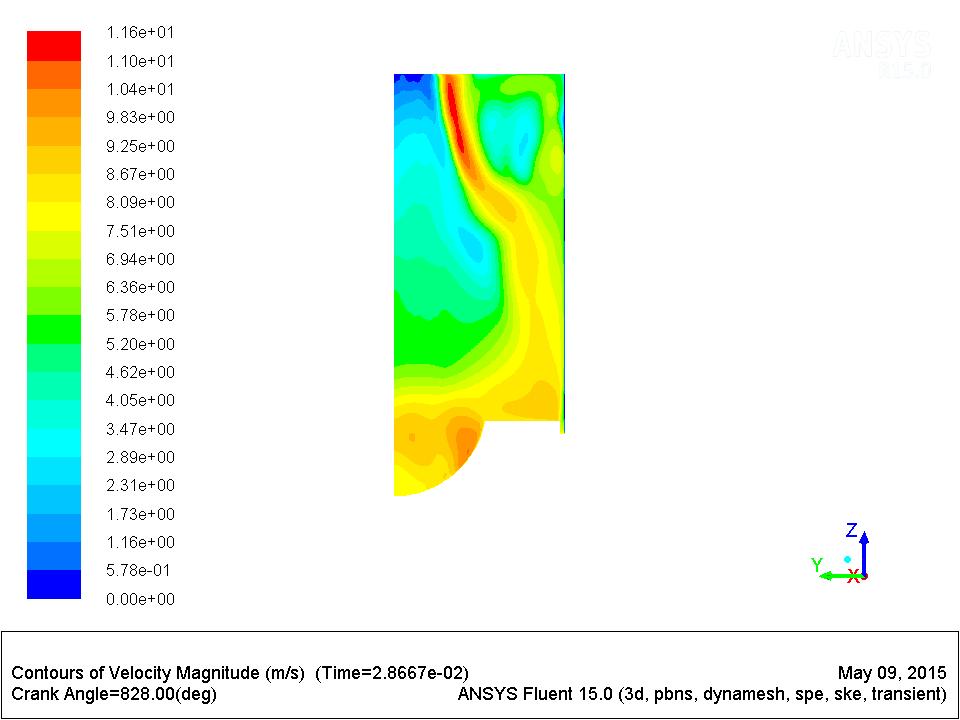 1.16e+01
1.10e+01
1.04e+01
9.83e+00
9.25e+00
8.67e+00
8.09e+00
7.51e+00
6.94e+00
6.36e+00
5.78e+00
5.20e+00
4.62e+00
4.05e+00
3.47e+00
2.89e+00
2.31e+00
1.73e+00
1.16e+00
5.78e-01
0.00e+00
ANSYS
R15.0
Z
Y
X
Contours of Velocity Magnitude (m/s)  (Time=2.8667e-02)
Crank Angle=828.00(deg)
May 09, 2015
ANSYS Fluent 15.0 (3d, pbns, dynamesh, spe, ske, transient)